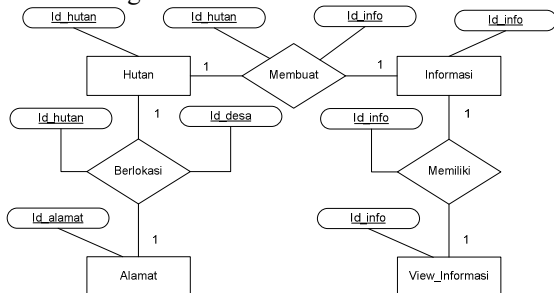 Id_hutan
Id_hutan
Id_info
Id_info
Hutan
1
Membuat
1
Informasi
1
1
Id_hutan
Id_desa
Id_info
Berlokasi
Memiliki
Id_alamat
1
Id_info
1
Alamat
View_Informasi